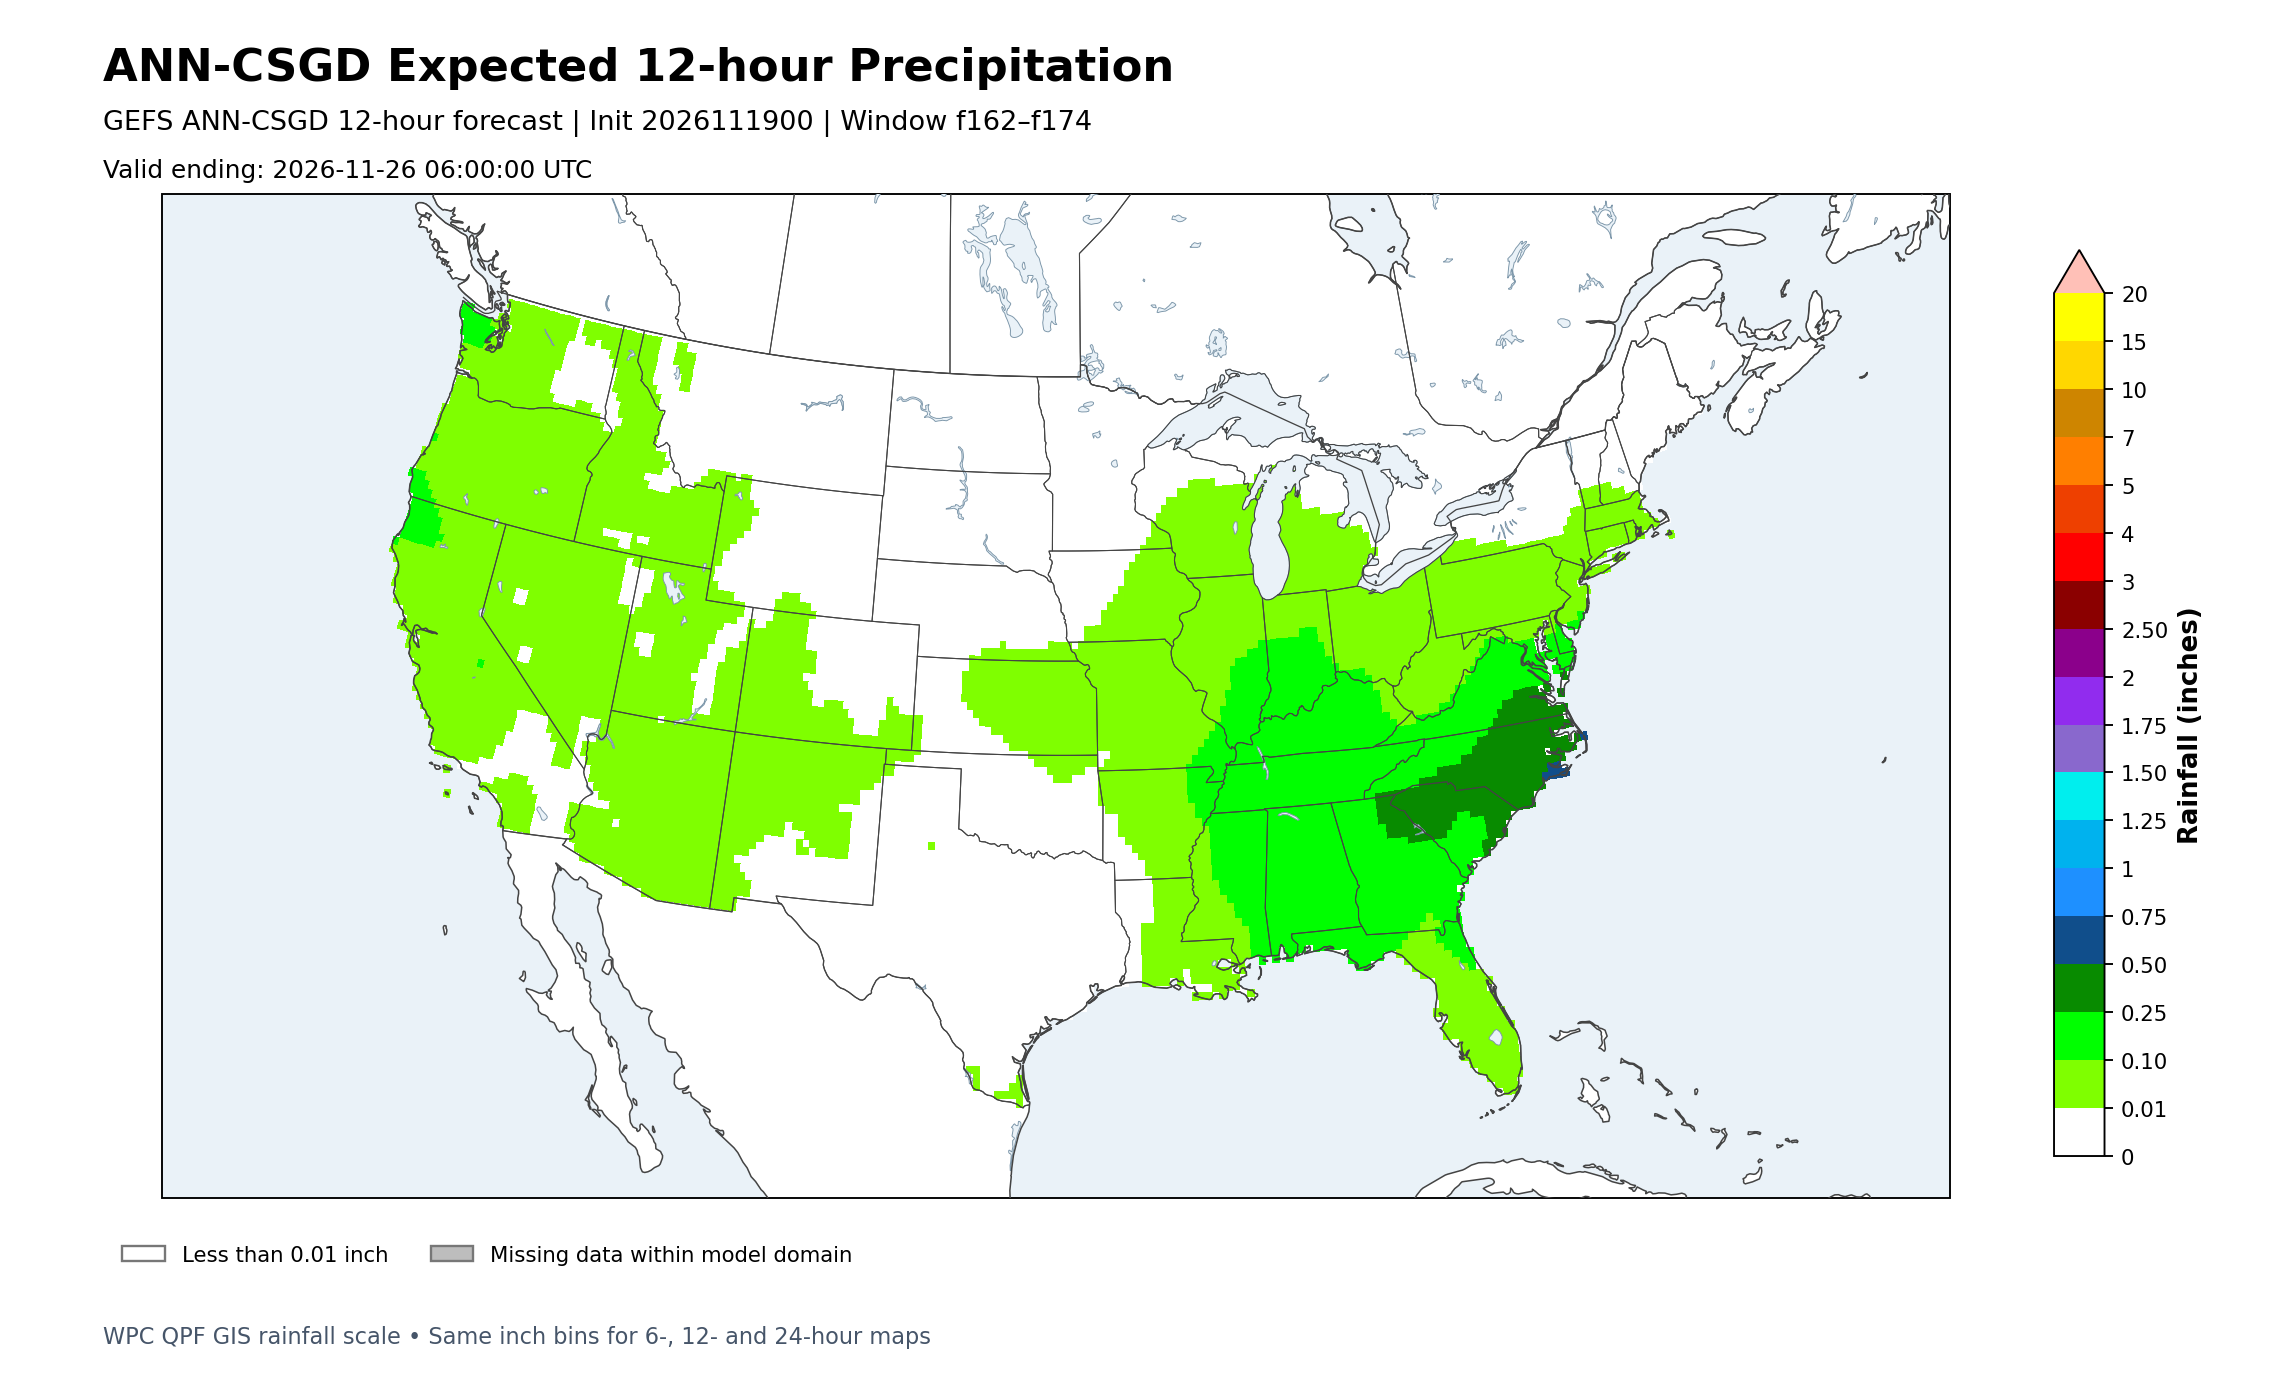 ANN-CSGD Expected 12-hour Precipitation
GEFS ANN-CSGD 12-hour forecast | Init 2026111900 | Window f162–f174
Valid ending: 2026-11-26 06:00:00 UTC
20
15
10
7
5
4
3
2.50
2
1.75
1.50
1.25
1
0.75
0.50
0.25
0.10
0.01
0
Rainfall (inches)
Less than 0.01 inch
Missing data within model domain
WPC QPF GIS rainfall scale • Same inch bins for 6-, 12- and 24-hour maps